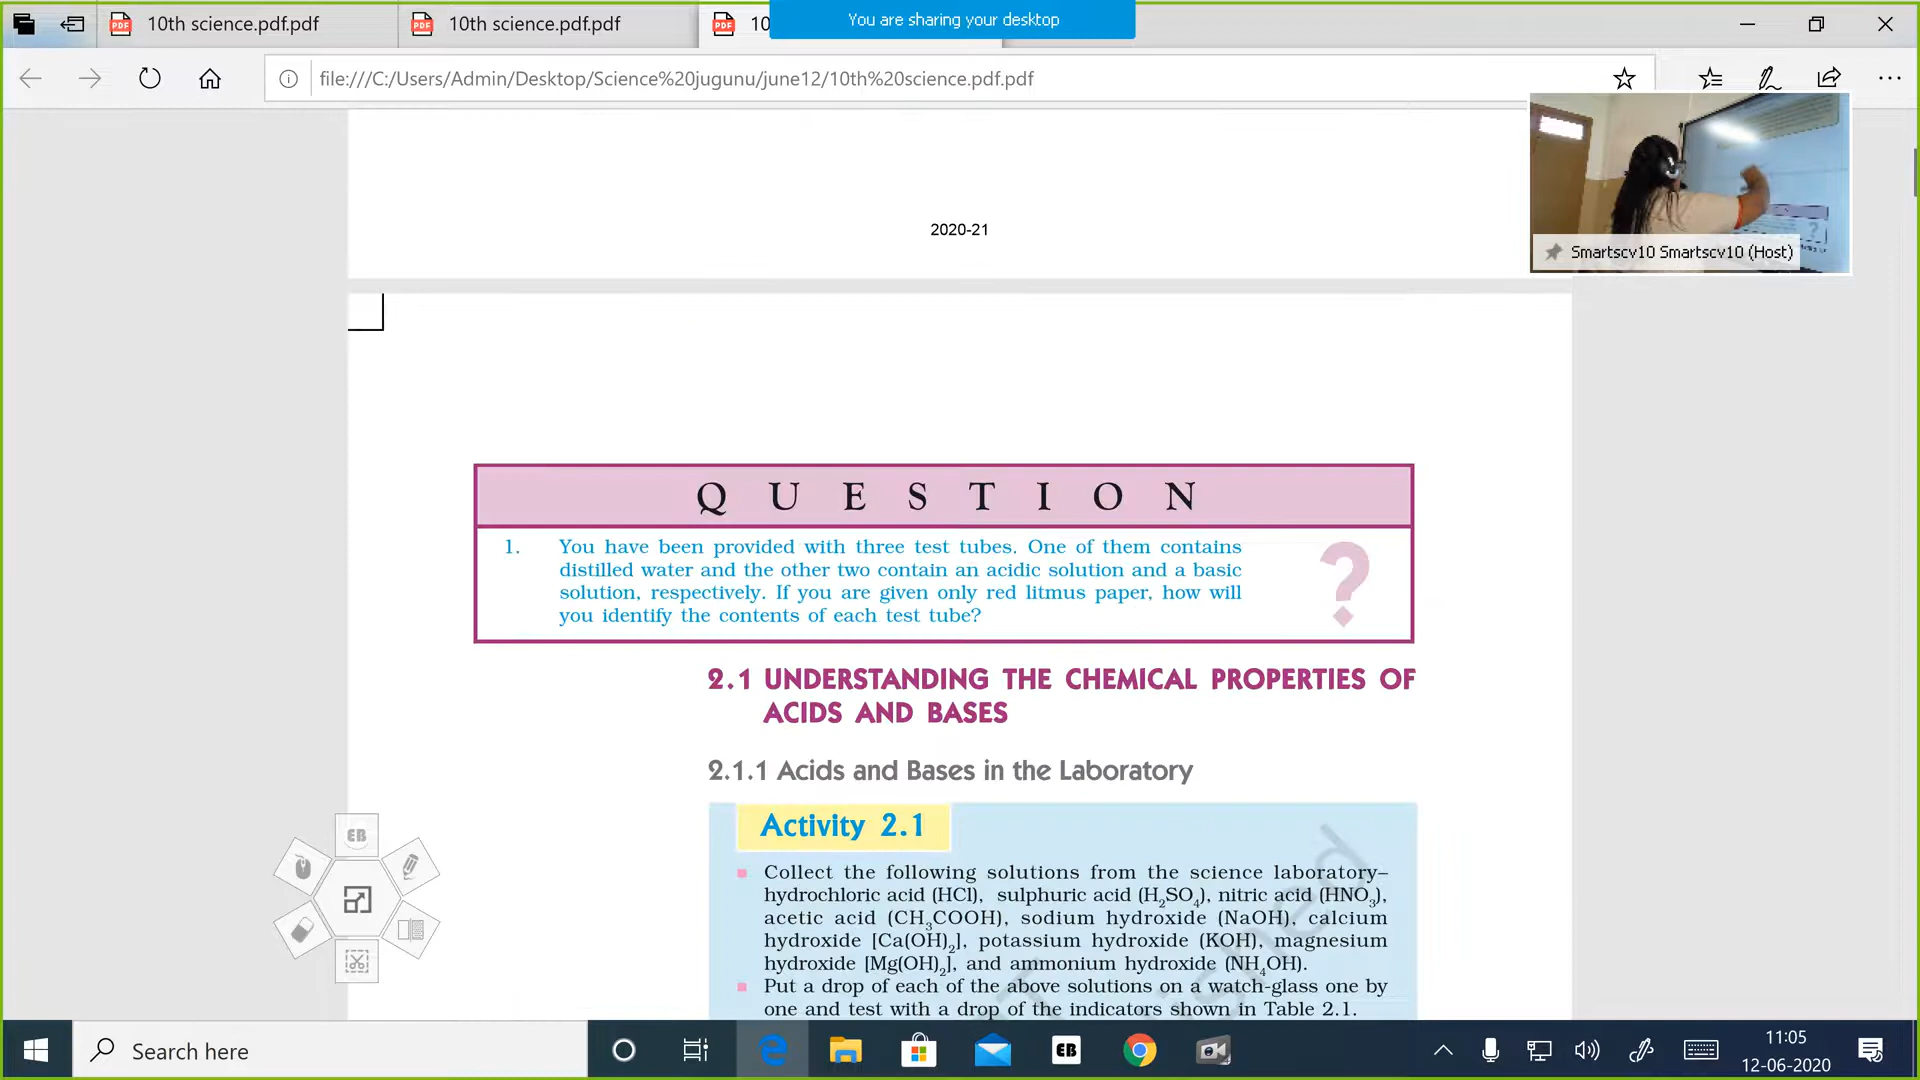 10th science.pdf.pdf
10th science.pdf.pdf
10
You are sharing your desktop
file:///C:/Users/Admin/Desktop/Science%20jugunu/june12/10th%20science.pdf.pdf
Smartscv10 Smartscv10 (Host)
2020-21
QUESTION
?
1. You have been provided with three test tubes. One of them contains
distilled water and the other two contain an acidic solution and a basic
solution, respectively. If you are given only red litmus paper, how will
you identify the contents of each test tube?
2.1 UNDERSTANDING THE CHEMICAL PROPERTIES OF
ACIDS AND BASES
2.1.1 Acids and Bases in the Laboratory
Activity 2.1
Collect the following solutions from the science laboratory–
hydrochloric acid (HCl), sulphuric acid (H₂SO₄), nitric acid (HNO₃),
acetic acid (CH₃COOH), sodium hydroxide (NaOH), calcium
hydroxide [Ca(OH)₂], potassium hydroxide (KOH), magnesium
hydroxide [Mg(OH)₂], and ammonium hydroxide (NH₄OH).
Put a drop of each of the above solutions on a watch-glass one by
one and test with a drop of the indicators shown in Table 2.1.
EB
Search here
EB
11:05
12-06-2020